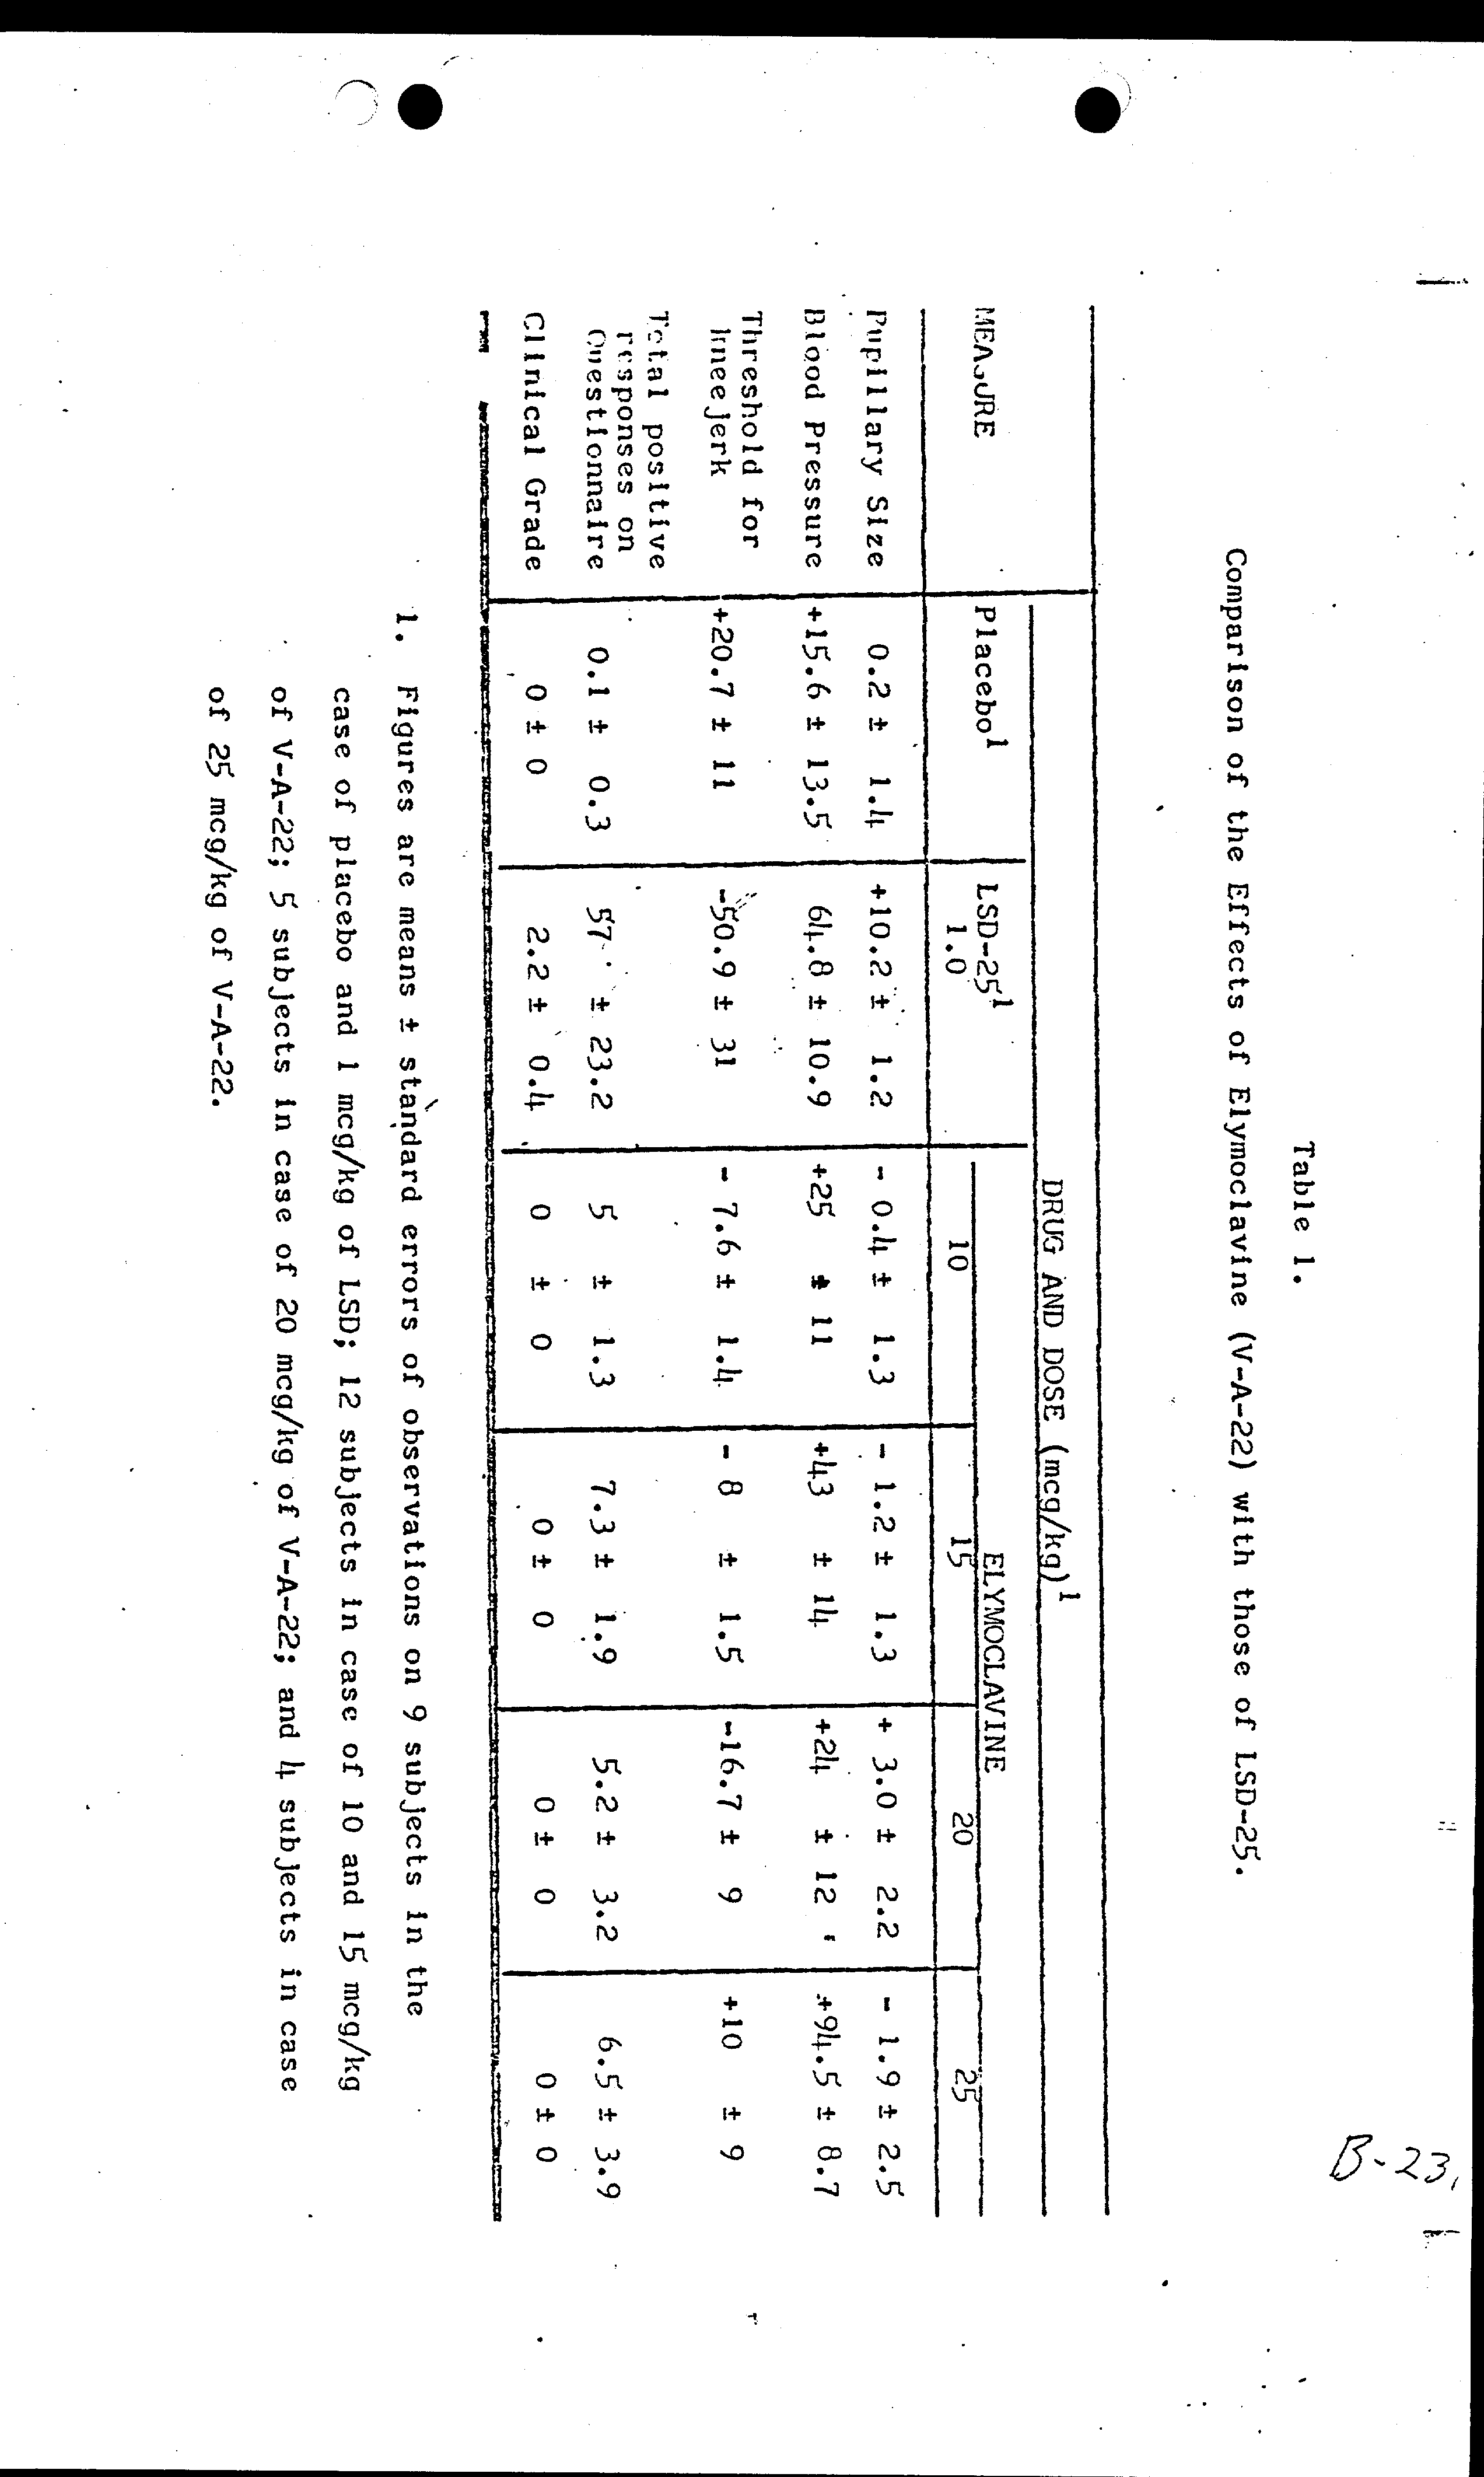 B-23,
Table 1.
Comparison of the Effects of Elymoclavine (V-A-22) with those of LSD-25.
DRUG AND DOSE (mcg/kg)1
MEASURE Placebo1 LSD-251 ELYMOCLAVINE
1.0 10 15 20 25
Pupillary Size 0.2 ± 1.4 +10.2 ± 1.2 - 0.4 ± 1.3 - 1.2 ± 1.3 + 3.0 ± 2.2 - 1.9 ± 2.5
Blood Pressure +15.6 ± 13.5 64.8 ± 10.9 +25 ± 11 +43 ± 14 +24 ± 12 +94.5 ± 8.7
Threshold for
kneejerk +20.7 ± 11 -50.9 ± 31 - 7.6 ± 1.4 - 8 ± 1.5 -16.7 ± 9 +10 ± 9
Total positive
responses on
Questionnaire 0.1 ± 0.3 57 ± 23.2 5 ± 1.3 7.3 ± 1.9 5.2 ± 3.2 6.5 ± 3.9
Clinical Grade 0 ± 0 2.2 ± 0.4 0 ± 0 0 ± 0 0 ± 0 0 ± 0
1. Figures are means ± standard errors of observations on 9 subjects in the
case of placebo and 1 mcg/kg of LSD; 12 subjects in case of 10 and 15 mcg/kg
of V-A-22; 5 subjects in case of 20 mcg/kg of V-A-22; and 4 subjects in case
of 25 mcg/kg of V-A-22.